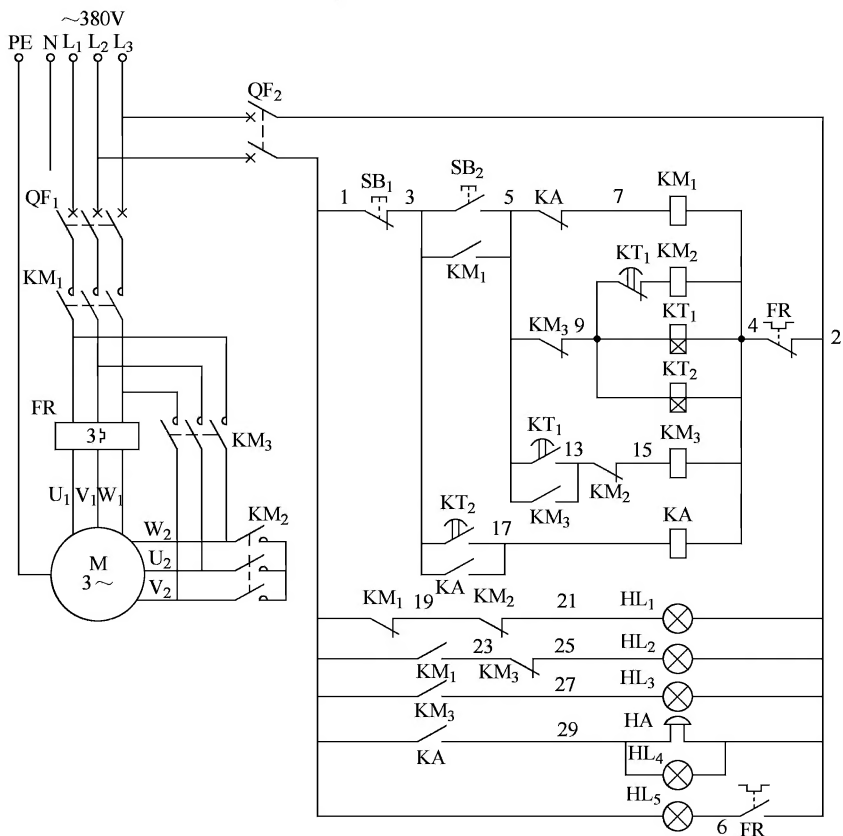 ～380V
PE N L₁ L₂ L₃
QF₂
SB₂
KM₁
1 SB₁ 3 5 KA 7
QF₁
KT₁ KM₂
KM₁
KM₁
KM₃ 9 KT₁ 4 FR 2
KT₂
FR
3
KM₃
KT₁ 13 15 KM₃
KM₂
U₁ V₁ W₁
KM₃
KT₂ 17 KA
W₂ KM₂
M
3～
U₂
V₂
KA
KM₁ 19 KM₂ 21 HL₁
23 25 HL₂
KM₁ KM₃
27 HL₃
KM₃
29 HA
KA
HL₄
HL₅
6 FR